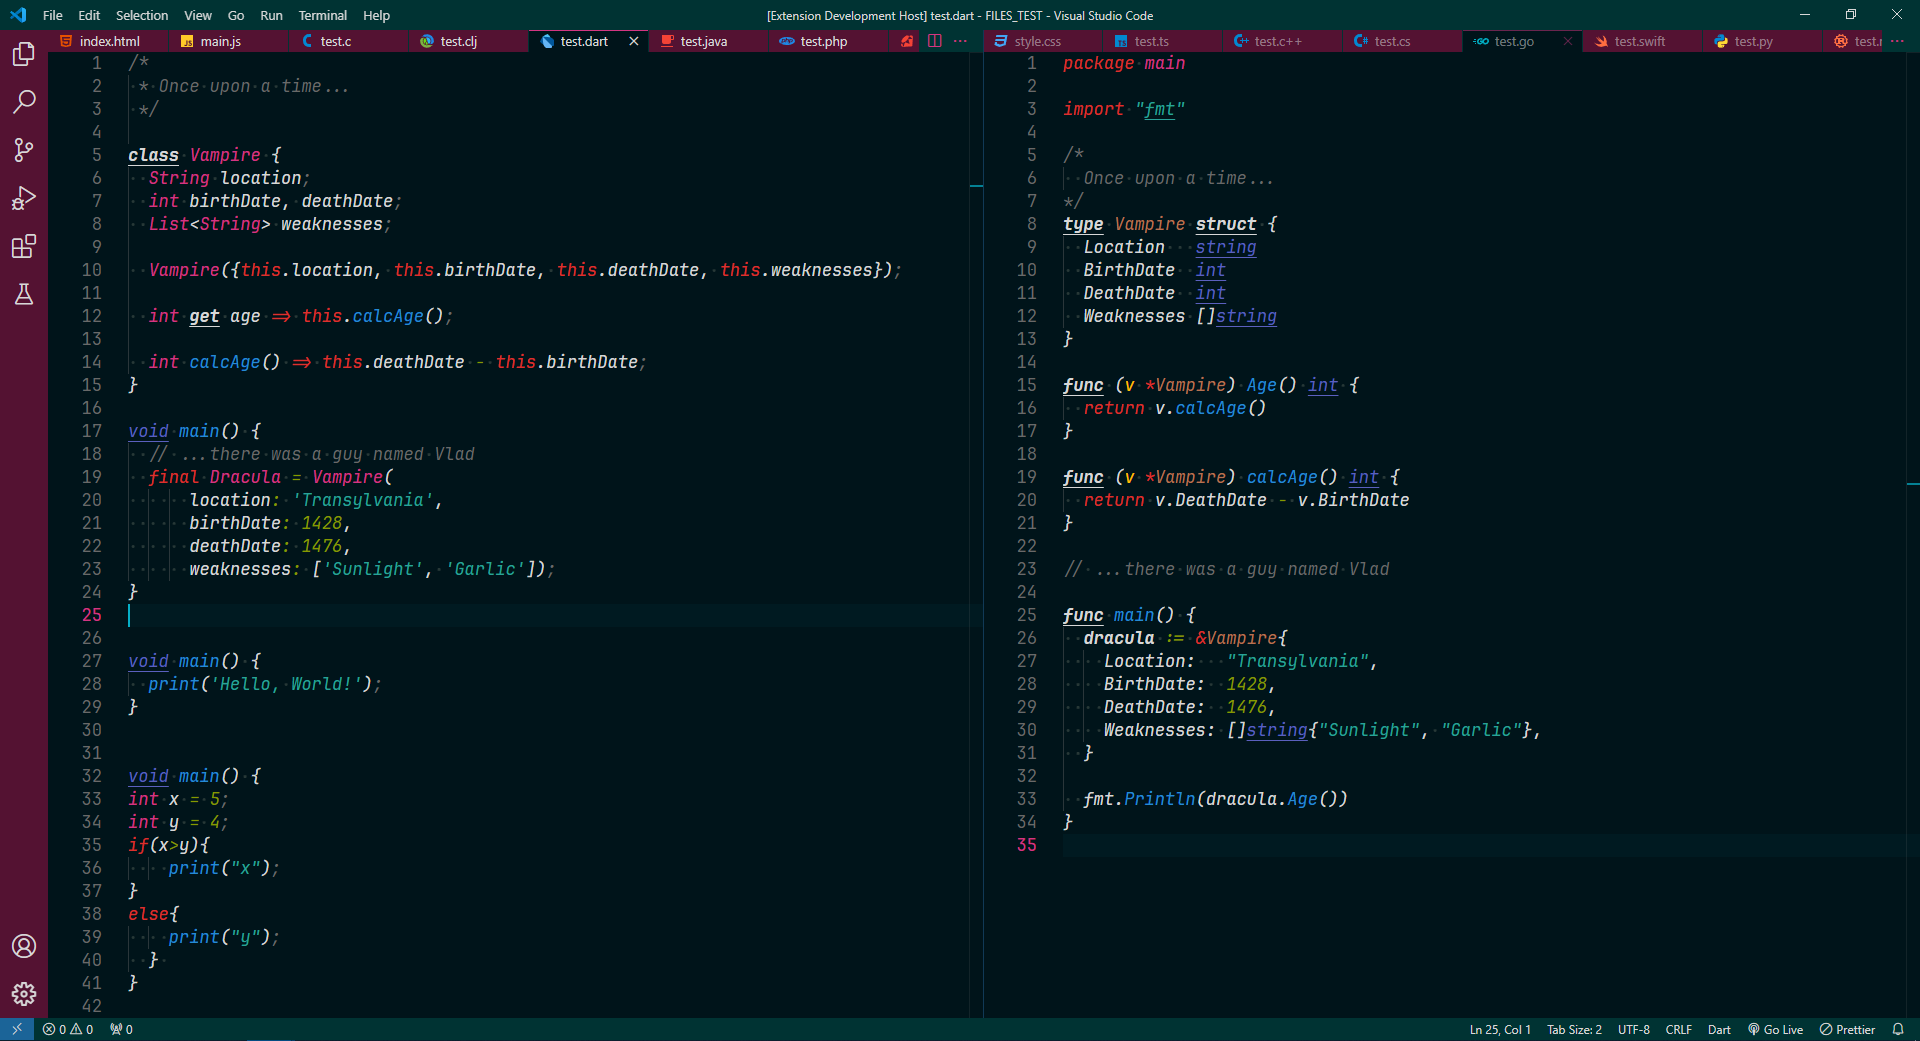 File Edit Selection View Go Run Terminal Help
[Extension Development Host] test.dart - FILES_TEST - Visual Studio Code
index.html main.js test.c test.clj test.dart test.java test.php
1 /*
2  * Once upon a time...
3  */
4
5 class Vampire {
6   String location;
7   int birthDate, deathDate;
8   List<String> weaknesses;
9
10   Vampire({this.location, this.birthDate, this.deathDate, this.weaknesses});
11
12   int get age => this.calcAge();
13
14   int calcAge() => this.deathDate - this.birthDate;
15 }
16
17 void main() {
18   // ...there was a guy named Vlad
19   final Dracula = Vampire(
20       location: 'Transylvania',
21       birthDate: 1428,
22       deathDate: 1476,
23       weaknesses: ['Sunlight', 'Garlic']);
24 }
25
26
27 void main() {
28   print('Hello, World!');
29 }
30
31
32 void main() {
33 int x = 5;
34 int y = 4;
35 if(x>y){
36     print("x");
37 }
38 else{
39     print("y");
40   }
41 }
42
style.css test.ts test.c++ test.cs test.go test.swift test.py
1 package main
2
3 import "fmt"
4
5 /*
6   Once upon a time...
7 */
8 type Vampire struct {
9   Location   string
10   BirthDate  int
11   DeathDate  int
12   Weaknesses []string
13 }
14
15 func (v *Vampire) Age() int {
16   return v.calcAge()
17 }
18
19 func (v *Vampire) calcAge() int {
20   return v.DeathDate - v.BirthDate
21 }
22
23 // ...there was a guy named Vlad
24
25 func main() {
26   dracula := &Vampire{
27     Location:   "Transylvania",
28     BirthDate:  1428,
29     DeathDate:  1476,
30     Weaknesses: []string{"Sunlight", "Garlic"},
31   }
32
33   fmt.Println(dracula.Age())
34 }
35
0 0 0
Ln 25, Col 1 Tab Size: 2 UTF-8 CRLF Dart Go Live Prettier